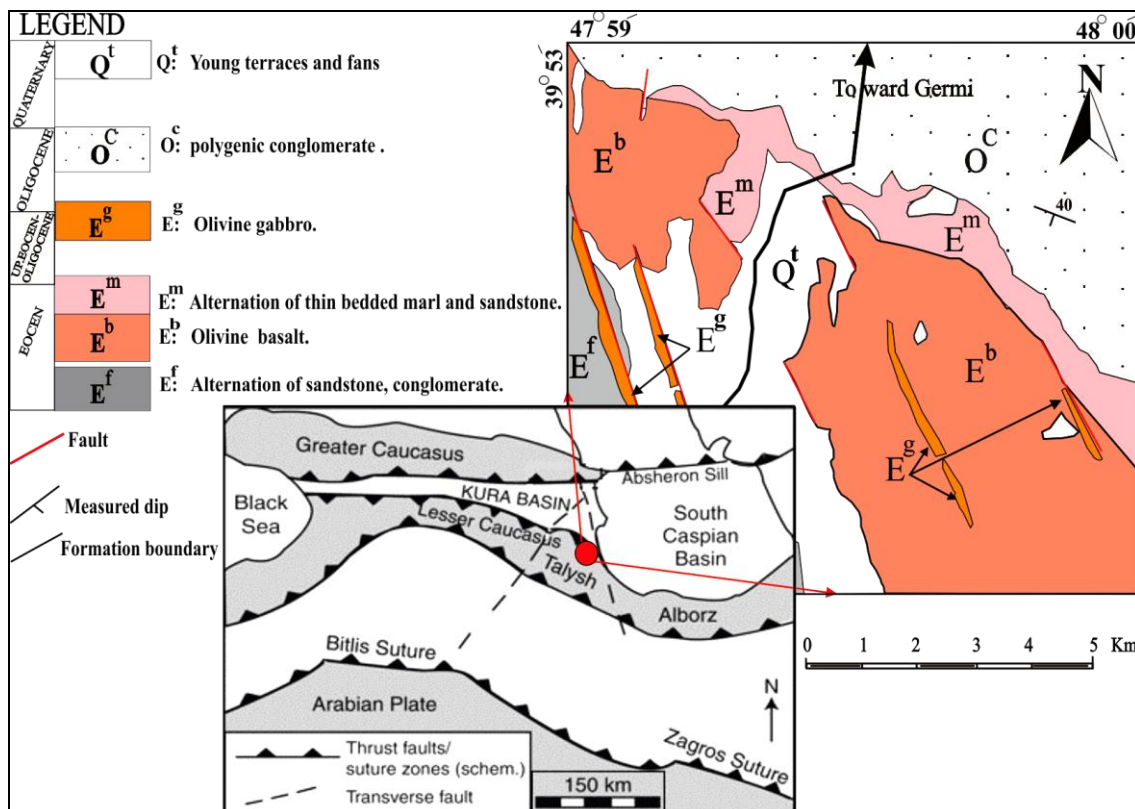 LEGEND
QUATERNARY
Q^t
Q:^t Young terraces and fans
OLIGOCENE
O^C
O:^c polygenic conglomerate .
UP.EOCEN-
OLIGOCENE
E^g
E:^g Olivine gabbro.
EOCEN
E^m
E:^m Alternation of thin bedded marl and sandstone.
E^b
E:^b Olivine basalt.
E^f
E:^f Alternation of sandstone, conglomerate.
Fault
Measured dip
Formation boundary
47° 59'
48° 00'
39° 53'
Toward Germi
N
E^b
E^m
O^C
40
E^m
Q^t
E^g
E^f
E^b
E^g
0 1 2 3 4 5 Km
Greater Caucasus
Absheron Sill
Black
Sea
KURA BASIN
Lesser Caucasus
South
Caspian
Basin
Talysh
Alborz
Bitlis Suture
N
Arabian Plate
Zagros Suture
Thrust faults/
suture zones (schem.)
Transverse fault
150 km